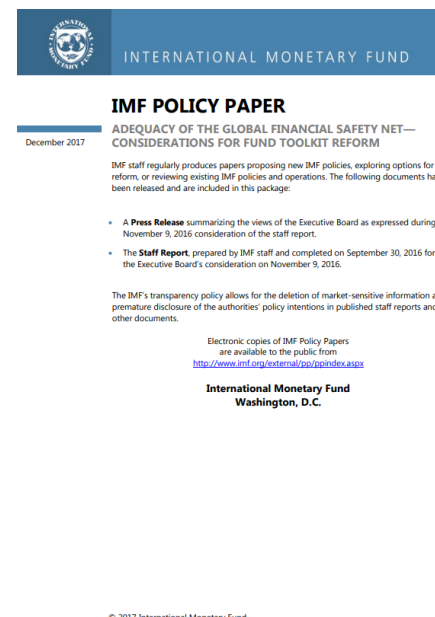 INTERNATIONAL MONETARY FUND
IMF POLICY PAPER
December 2017
ADEQUACY OF THE GLOBAL FINANCIAL SAFETY NET—
CONSIDERATIONS FOR FUND TOOLKIT REFORM
IMF staff regularly produces papers proposing new IMF policies, exploring options for
reform, or reviewing existing IMF policies and operations. The following documents ha
been released and are included in this package:
• A Press Release summarizing the views of the Executive Board as expressed during
November 9, 2016 consideration of the staff report.
• The Staff Report, prepared by IMF staff and completed on September 30, 2016 for
the Executive Board's consideration on November 9, 2016.
The IMF's transparency policy allows for the deletion of market-sensitive information a
premature disclosure of the authorities' policy intentions in published staff reports and
other documents.
Electronic copies of IMF Policy Papers
are available to the public from
http://www.imf.org/external/pp/ppindex.aspx
International Monetary Fund
Washington, D.C.
© 2017 International Monetary Fund